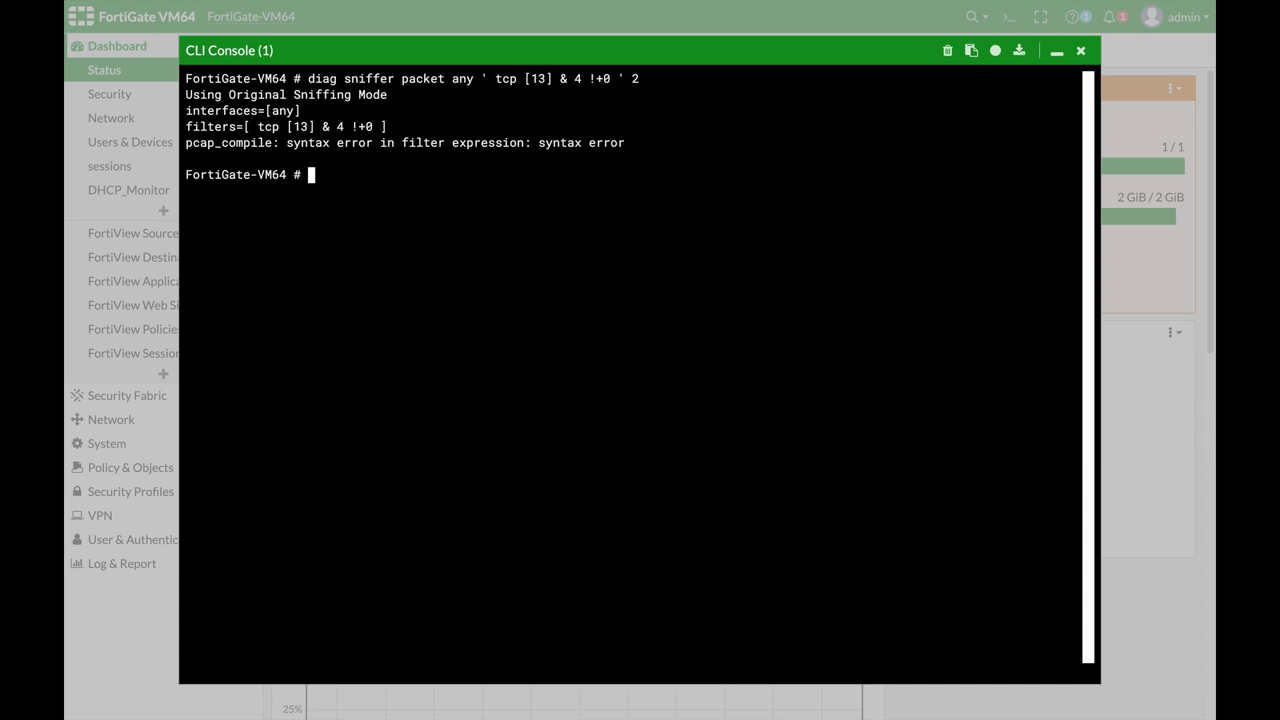 FortiGate VM64 FortiGate-VM64
1 1 admin
Dashboard
Status
Security
Network
Users & Devices
sessions
DHCP_Monitor
FortiView Source
FortiView Destin
FortiView Applica
FortiView Web Si
FortiView Policie
FortiView Session
Security Fabric
Network
System
Policy & Objects
Security Profiles
VPN
User & Authentic
Log & Report
CLI Console (1)
FortiGate-VM64 # diag sniffer packet any ' tcp [13] & 4 !+0 ' 2
Using Original Sniffing Mode
interfaces=[any]
filters=[ tcp [13] & 4 !+0 ]
pcap_compile: syntax error in filter expression: syntax error
FortiGate-VM64 #
1 / 1
2 GiB / 2 GiB
25%